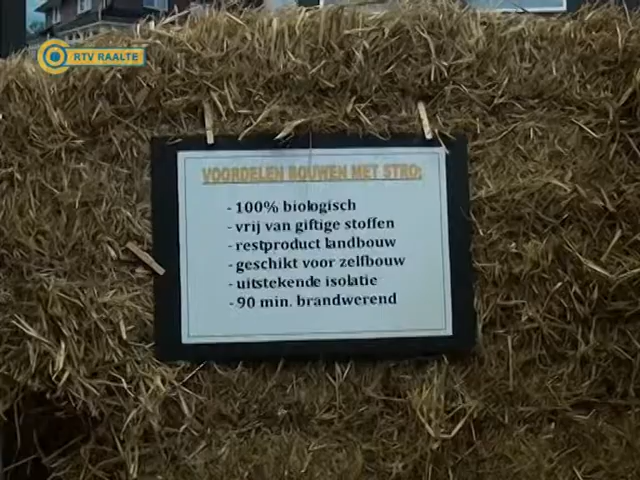 RTV RAALTE
VOORDELEN BOUWEN MET STRO:
- 100% biologisch
- vrij van giftige stoffen
- restproduct landbouw
- geschikt voor zelfbouw
- uitstekende isolatie
- 90 min. brandwerend